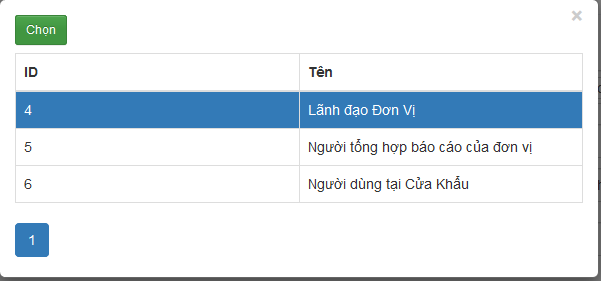 ×
Chọn
ID Tên
4 Lãnh đạo Đơn Vị
5 Người tổng hợp báo cáo của đơn vị
6 Người dùng tại Cửa Khẩu
1